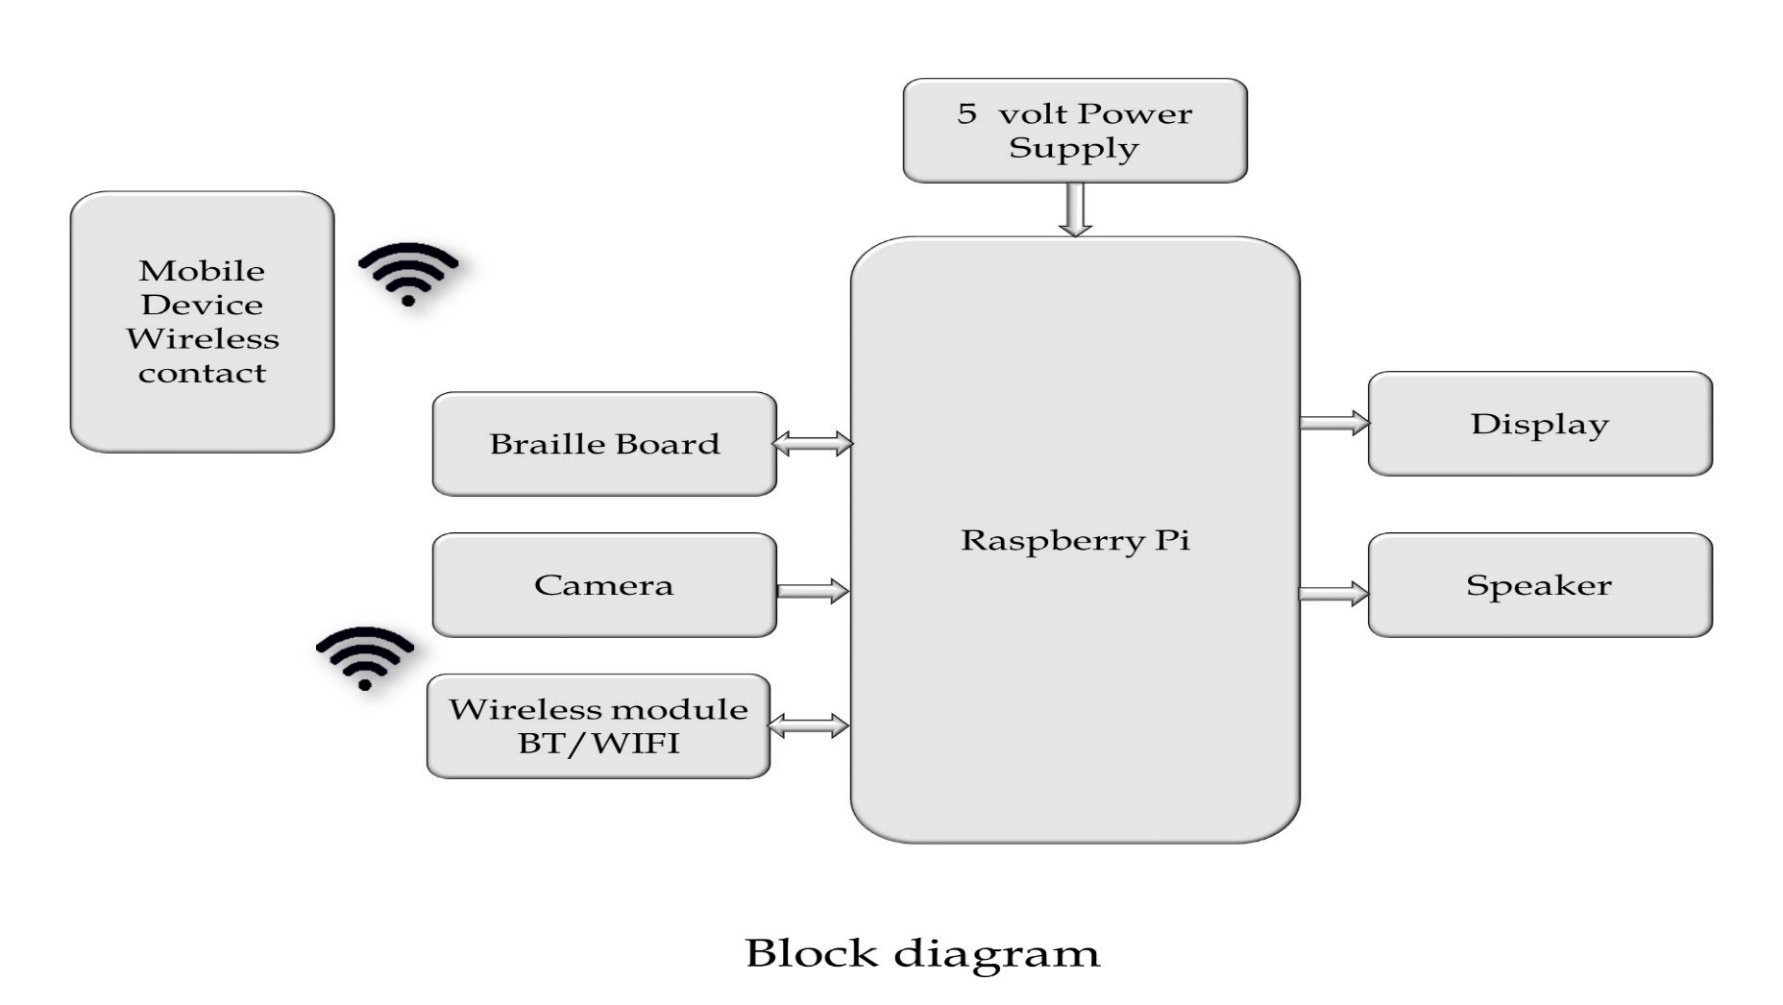 5 volt Power
Supply
Mobile
Device
Wireless
contact
Braille Board
Camera
Wireless module
BT/WIFI
Raspberry Pi
Display
Speaker
Block diagram